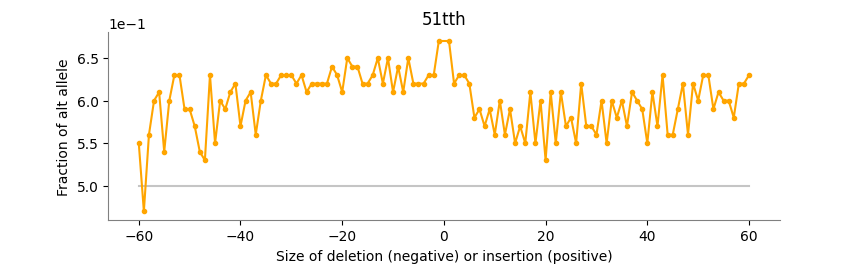 51tth
1e−1
6.5
6.0
5.5
5.0
Fraction of alt allele
−60 −40 −20 0 20 40 60
Size of deletion (negative) or insertion (positive)